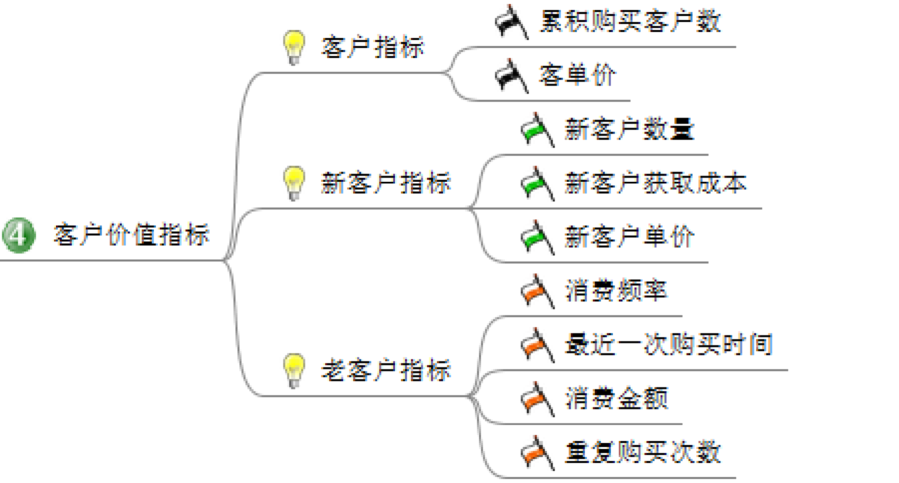 4 客户价值指标
客户指标
累积购买客户数
客单价
新客户指标
新客户数量
新客户获取成本
新客户单价
老客户指标
消费频率
最近一次购买时间
消费金额
重复购买次数